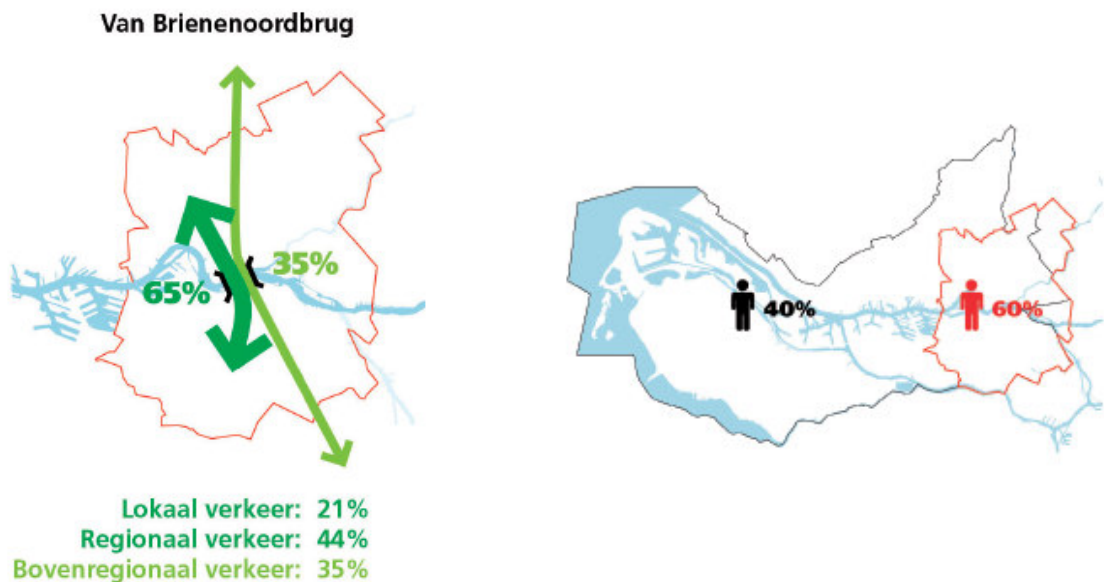 Van Brienenoordbrug
35%
65%
40%
60%
Lokaal verkeer: 21%
Regionaal verkeer: 44%
Bovenregionaal verkeer: 35%